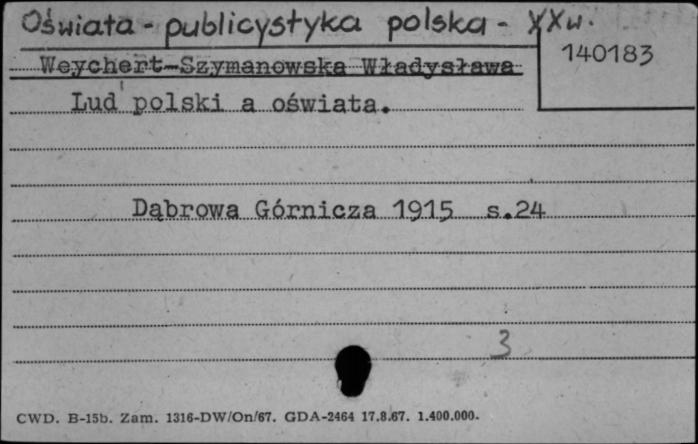 Oświata - publicystyka polska - XXw.
140183
Weychert-Szymanowska Władysława
Lud polski a oświata.
Dąbrowa Górnicza 1915 s.24
3
CWD. B-15b. Zam. 1316-DW/On/67. GDA-2464 17.8.67. 1.400.000.